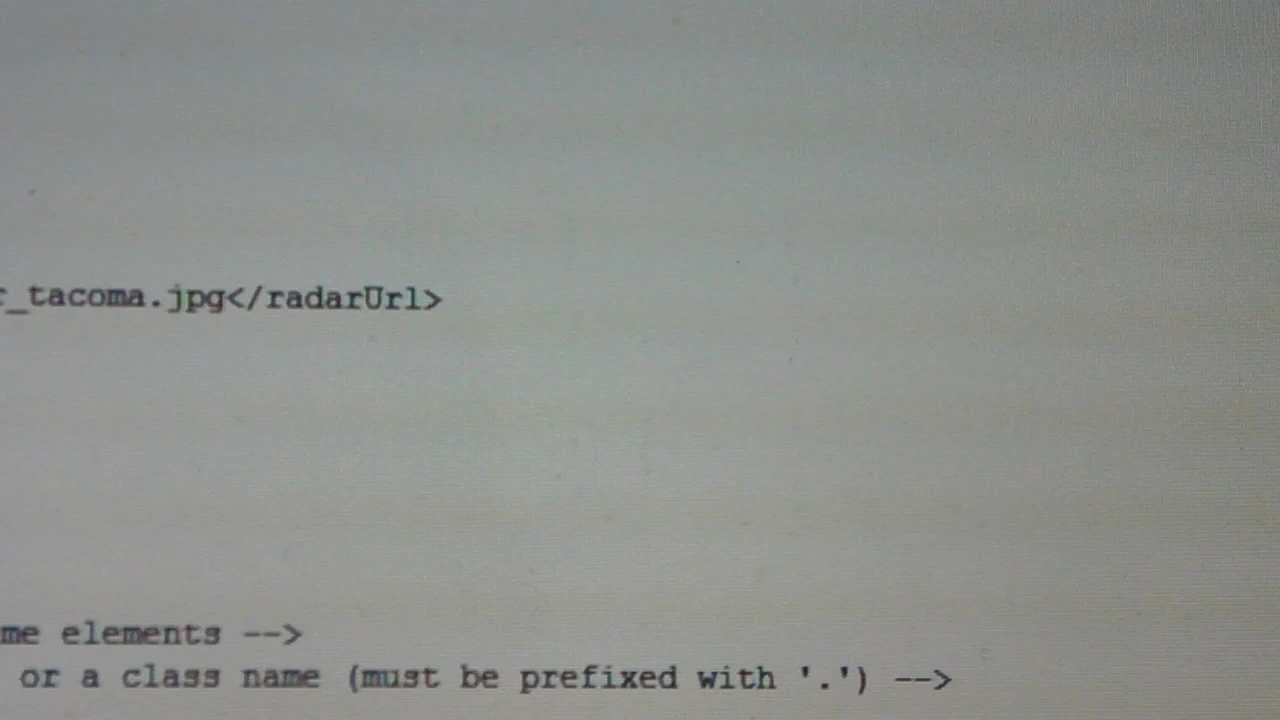 _tacoma.jpg</radarUrl>
me elements -->
or a class name (must be prefixed with '.') -->